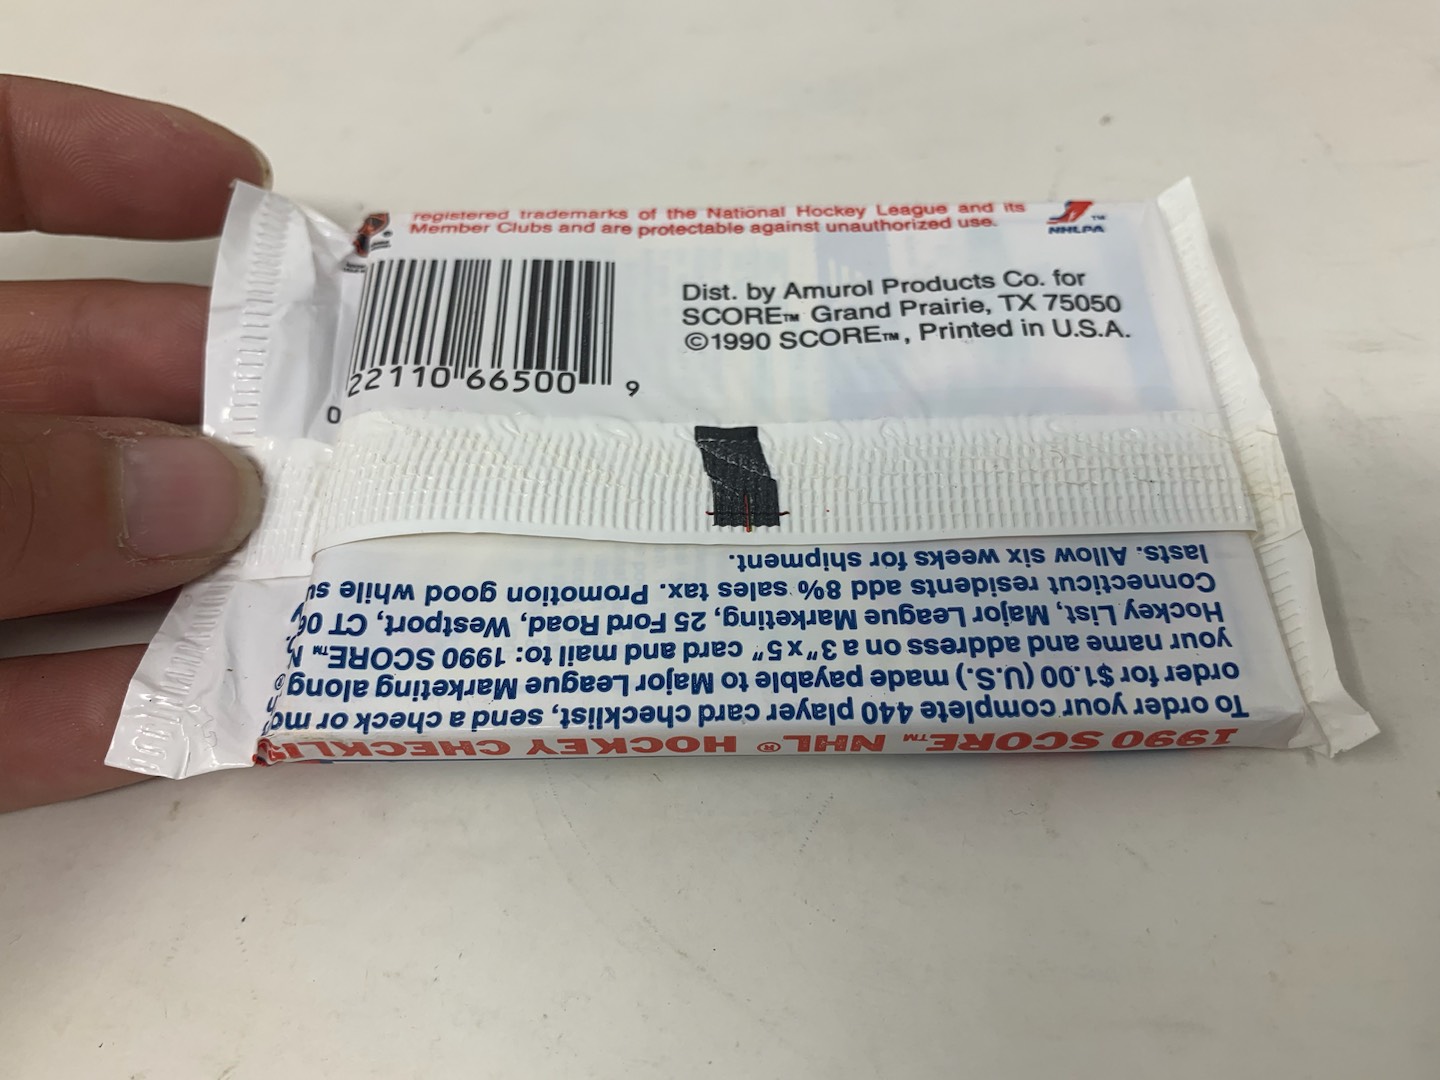 registered trademarks of the National Hockey League and its
Member Clubs and are protectable against unauthorized use.
TM
NHLPA
Dist. by Amurol Products Co. for
SCORE™ Grand Prairie, TX 75050
©1990 SCORE™, Printed in U.S.A.
0 22110 66500 9
1990 SCORE™ NHL® HOCKEY
To order your complete 440 player card checklist, send a check or
order for $1.00 (U.S.) made payable to Major League Marketing along
your name and address on a 3" x 5" card and mail to: 1990 SCORE™
Hockey List, Major League Marketing, 25 Ford Road, Westport, CT
Connecticut residents add 8% sales tax. Promotion good while
lasts. Allow six weeks for shipment.